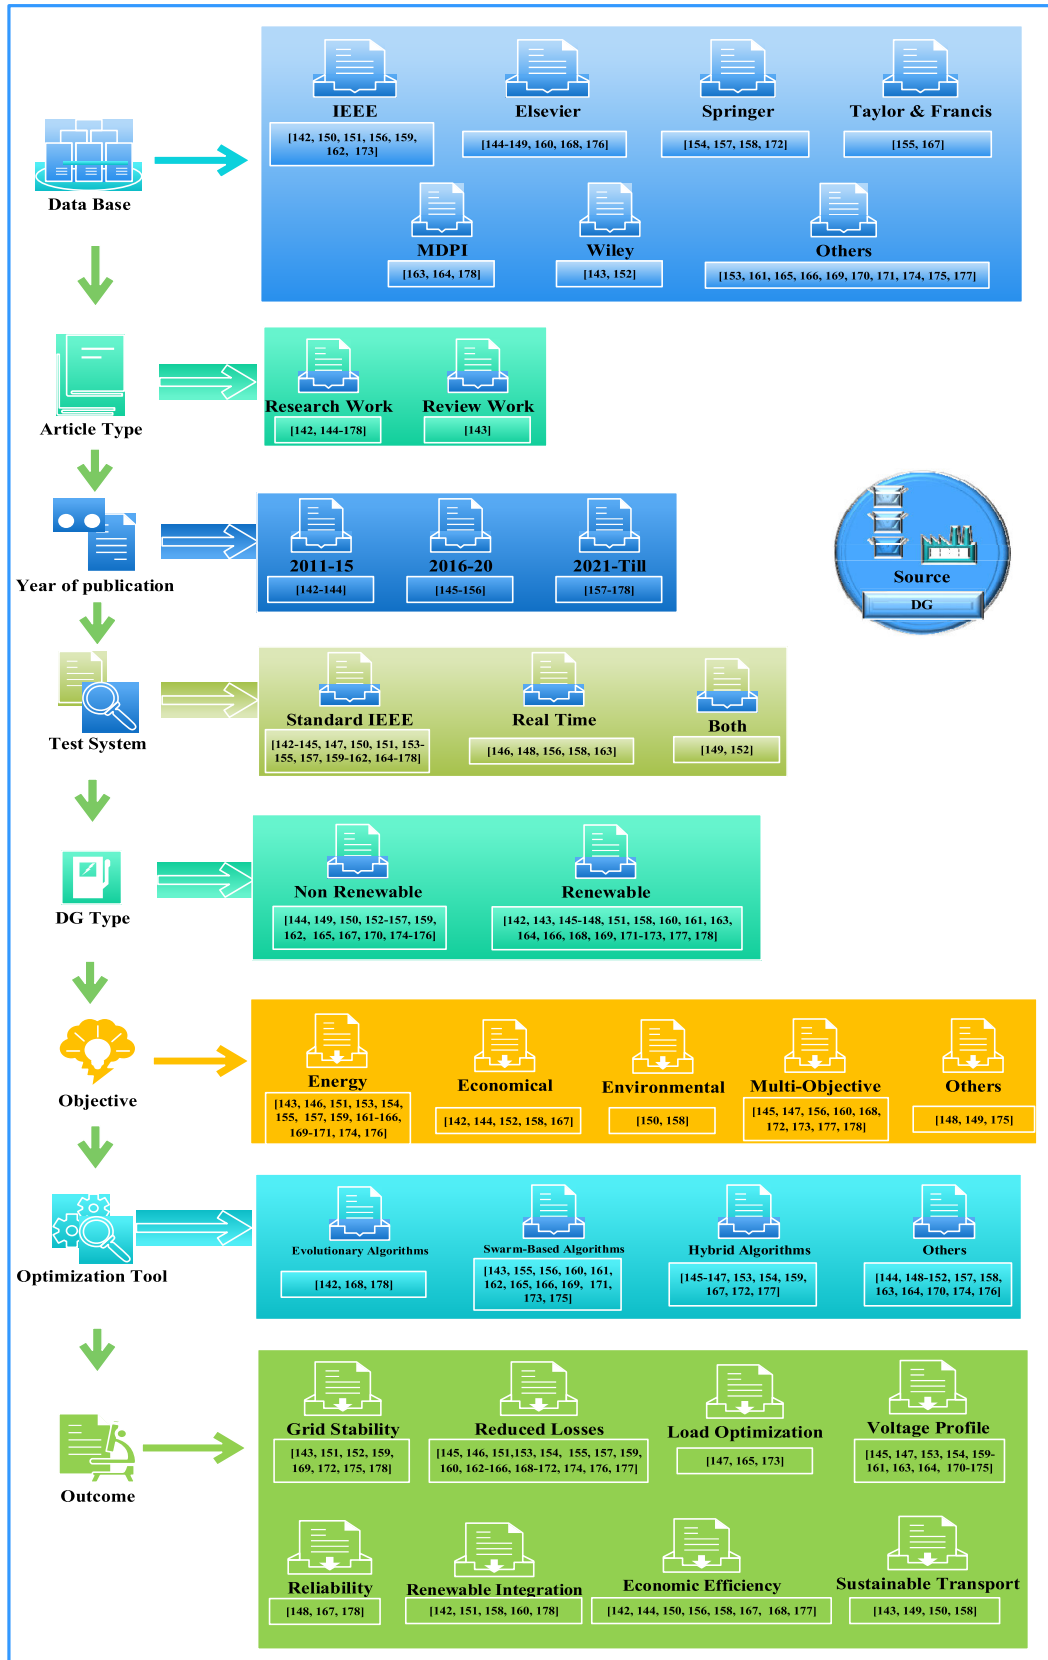 IEEE
Elsevier
Springer
Taylor & Francis
[142, 150, 151, 156, 159,
162, 173]
[144-149, 160, 168, 176]
[154, 157, 158, 172]
[155, 167]
Data Base
MDPI
Wiley
Others
[163, 164, 178]
[143, 152]
[153, 161, 165, 166, 169, 170, 171, 174, 175, 177]
Research Work
Review Work
[142, 144-178]
[143]
Article Type
2011-15
2016-20
2021-Till
[142-144]
[145-156]
[157-178]
Year of publication
Source
DG
Standard IEEE
Real Time
Both
[142-145, 147, 150, 151, 153-
155, 157, 159-162, 164-178]
[146, 148, 156, 158, 163]
[149, 152]
Test System
Non Renewable
Renewable
[144, 149, 150, 152-157, 159,
162, 165, 167, 170, 174-176]
[142, 143, 145-148, 151, 158, 160, 161, 163,
164, 166, 168, 169, 171-173, 177, 178]
DG Type
Energy
Economical
Environmental
Multi-Objective
Others
[143, 146, 151, 153, 154,
155, 157, 159, 161-166,
169-171, 174, 176]
[142, 144, 152, 158, 167]
[150, 158]
[145, 147, 156, 160, 168,
172, 173, 177, 178]
[148, 149, 175]
Objective
Evolutionary Algorithms
Swarm-Based Algorithms
Hybrid Algorithms
Others
[142, 168, 178]
[143, 155, 156, 160, 161,
162, 165, 166, 169, 171,
173, 175]
[145-147, 153, 154, 159,
167, 172, 177]
[144, 148-152, 157, 158,
163, 164, 170, 174, 176]
Optimization Tool
Grid Stability
Reduced Losses
Load Optimization
Voltage Profile
[143, 151, 152, 159,
169, 172, 175, 178]
[145, 146, 151,153, 154, 155, 157, 159,
160, 162-166, 168-172, 174, 176, 177]
[147, 165, 173]
[145, 147, 153, 154, 159-
161, 163, 164, 170-175]
Outcome
Reliability
Renewable Integration
Economic Efficiency
Sustainable Transport
[148, 167, 178]
[142, 151, 158, 160, 178]
[142, 144, 150, 156, 158, 167, 168, 177]
[143, 149, 150, 158]